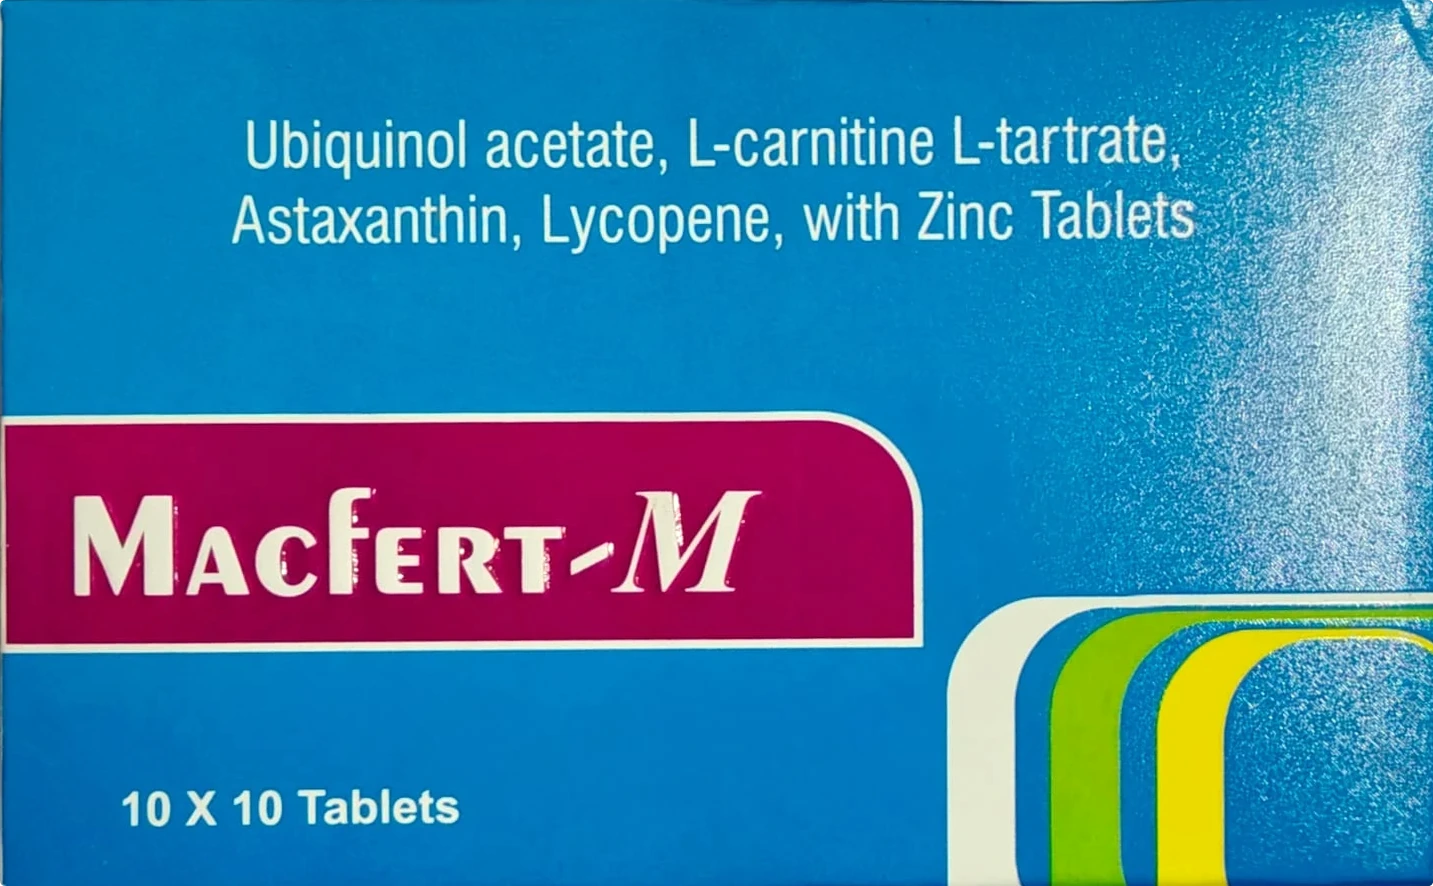 Ubiquinol acetate, L-carnitine L-tartrate,
Astaxanthin, Lycopene, with Zinc Tablets
MACFERT-M
10 X 10 Tablets